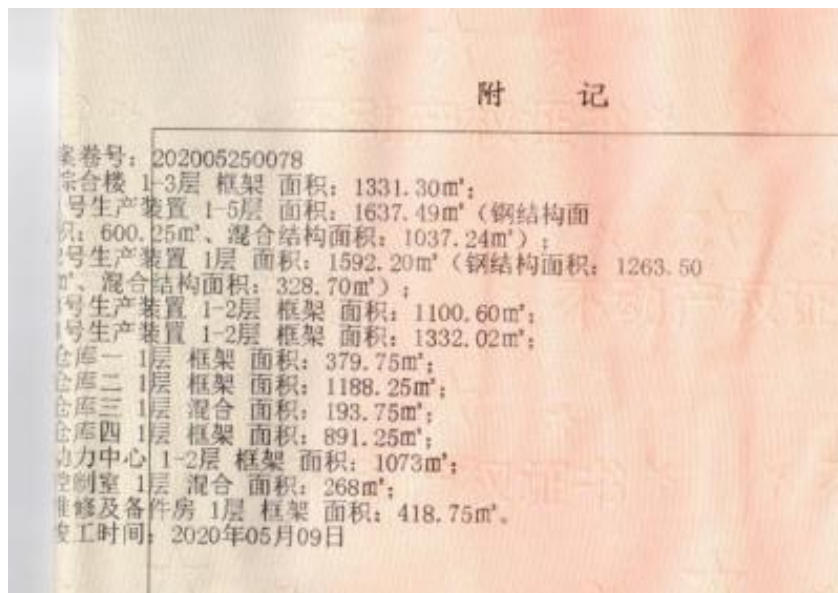 附 记
案卷号: 202005250078
综合楼 1-3层 框架 面积: 1331.30㎡;
号生产装置 1-5层 面积: 1637.49㎡（钢结构面
积: 600.25㎡、混合结构面积: 1037.24㎡）;
2号生产装置 1层 面积: 1592.20㎡（钢结构面积: 1263.50
㎡、混合结构面积: 328.70㎡）;
号生产装置 1-2层 框架 面积: 1100.60㎡;
号生产装置 1-2层 框架 面积: 1332.02㎡;
仓库一 1层 框架 面积: 379.75㎡;
仓库二 1层 框架 面积: 1188.25㎡;
仓库三 1层 混合 面积: 193.75㎡;
仓库四 1层 框架 面积: 891.25㎡;
动力中心 1-2层 框架 面积: 1073㎡;
控制室 1层 混合 面积: 268㎡;
维修及备件房 1层 框架 面积: 418.75㎡。
竣工时间: 2020年05月09日